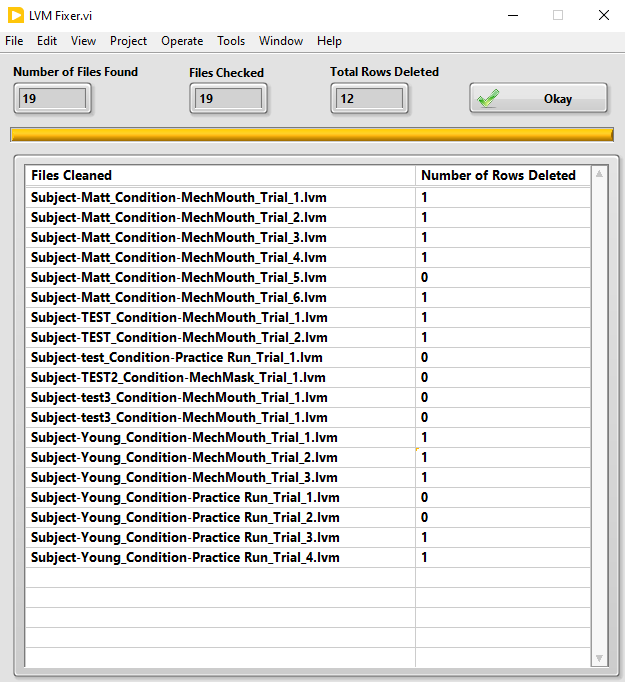 LVM Fixer.vi
File Edit View Project Operate Tools Window Help
Number of Files Found Files Checked Total Rows Deleted
19 19 12 Okay
Files Cleaned Number of Rows Deleted
Subject-Matt_Condition-MechMouth_Trial_1.lvm 1
Subject-Matt_Condition-MechMouth_Trial_2.lvm 1
Subject-Matt_Condition-MechMouth_Trial_3.lvm 1
Subject-Matt_Condition-MechMouth_Trial_4.lvm 1
Subject-Matt_Condition-MechMouth_Trial_5.lvm 0
Subject-Matt_Condition-MechMouth_Trial_6.lvm 1
Subject-TEST_Condition-MechMouth_Trial_1.lvm 1
Subject-TEST_Condition-MechMouth_Trial_2.lvm 1
Subject-test_Condition-Practice Run_Trial_1.lvm 0
Subject-TEST2_Condition-MechMask_Trial_1.lvm 0
Subject-test3_Condition-MechMouth_Trial_1.lvm 0
Subject-test3_Condition-MechMouth_Trial_1.lvm 0
Subject-Young_Condition-MechMouth_Trial_1.lvm 1
Subject-Young_Condition-MechMouth_Trial_2.lvm 1
Subject-Young_Condition-MechMouth_Trial_3.lvm 1
Subject-Young_Condition-Practice Run_Trial_1.lvm 0
Subject-Young_Condition-Practice Run_Trial_2.lvm 0
Subject-Young_Condition-Practice Run_Trial_3.lvm 1
Subject-Young_Condition-Practice Run_Trial_4.lvm 1